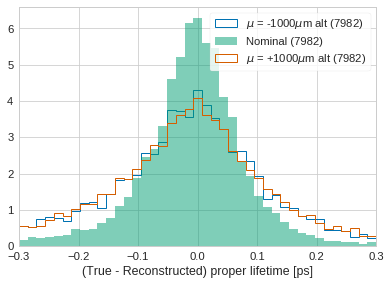 μ = -1000μm alt (7982)
Nominal (7982)
μ = +1000μm alt (7982)
6
5
4
3
2
1
0
−0.3 −0.2 −0.1 0.0 0.1 0.2 0.3
(True - Reconstructed) proper lifetime [ps]